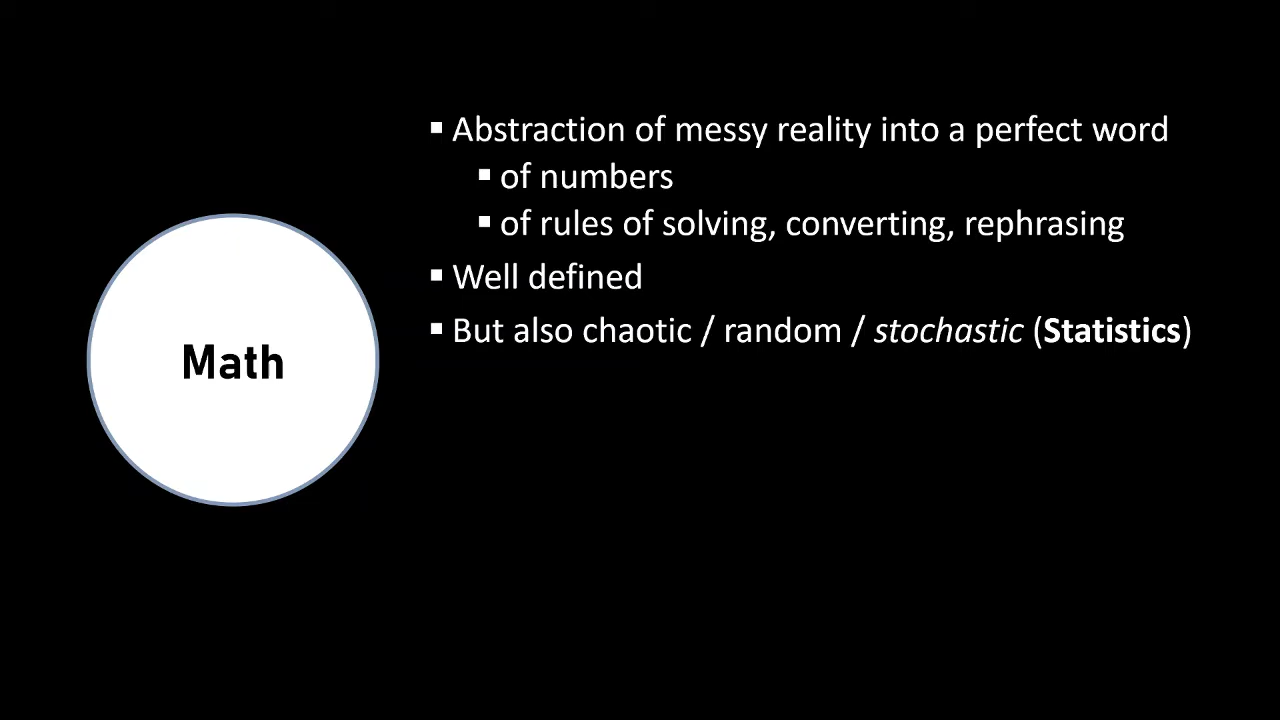 Math
▪ Abstraction of messy reality into a perfect word
▪ of numbers
▪ of rules of solving, converting, rephrasing
▪ Well defined
▪ But also chaotic / random / stochastic (Statistics)